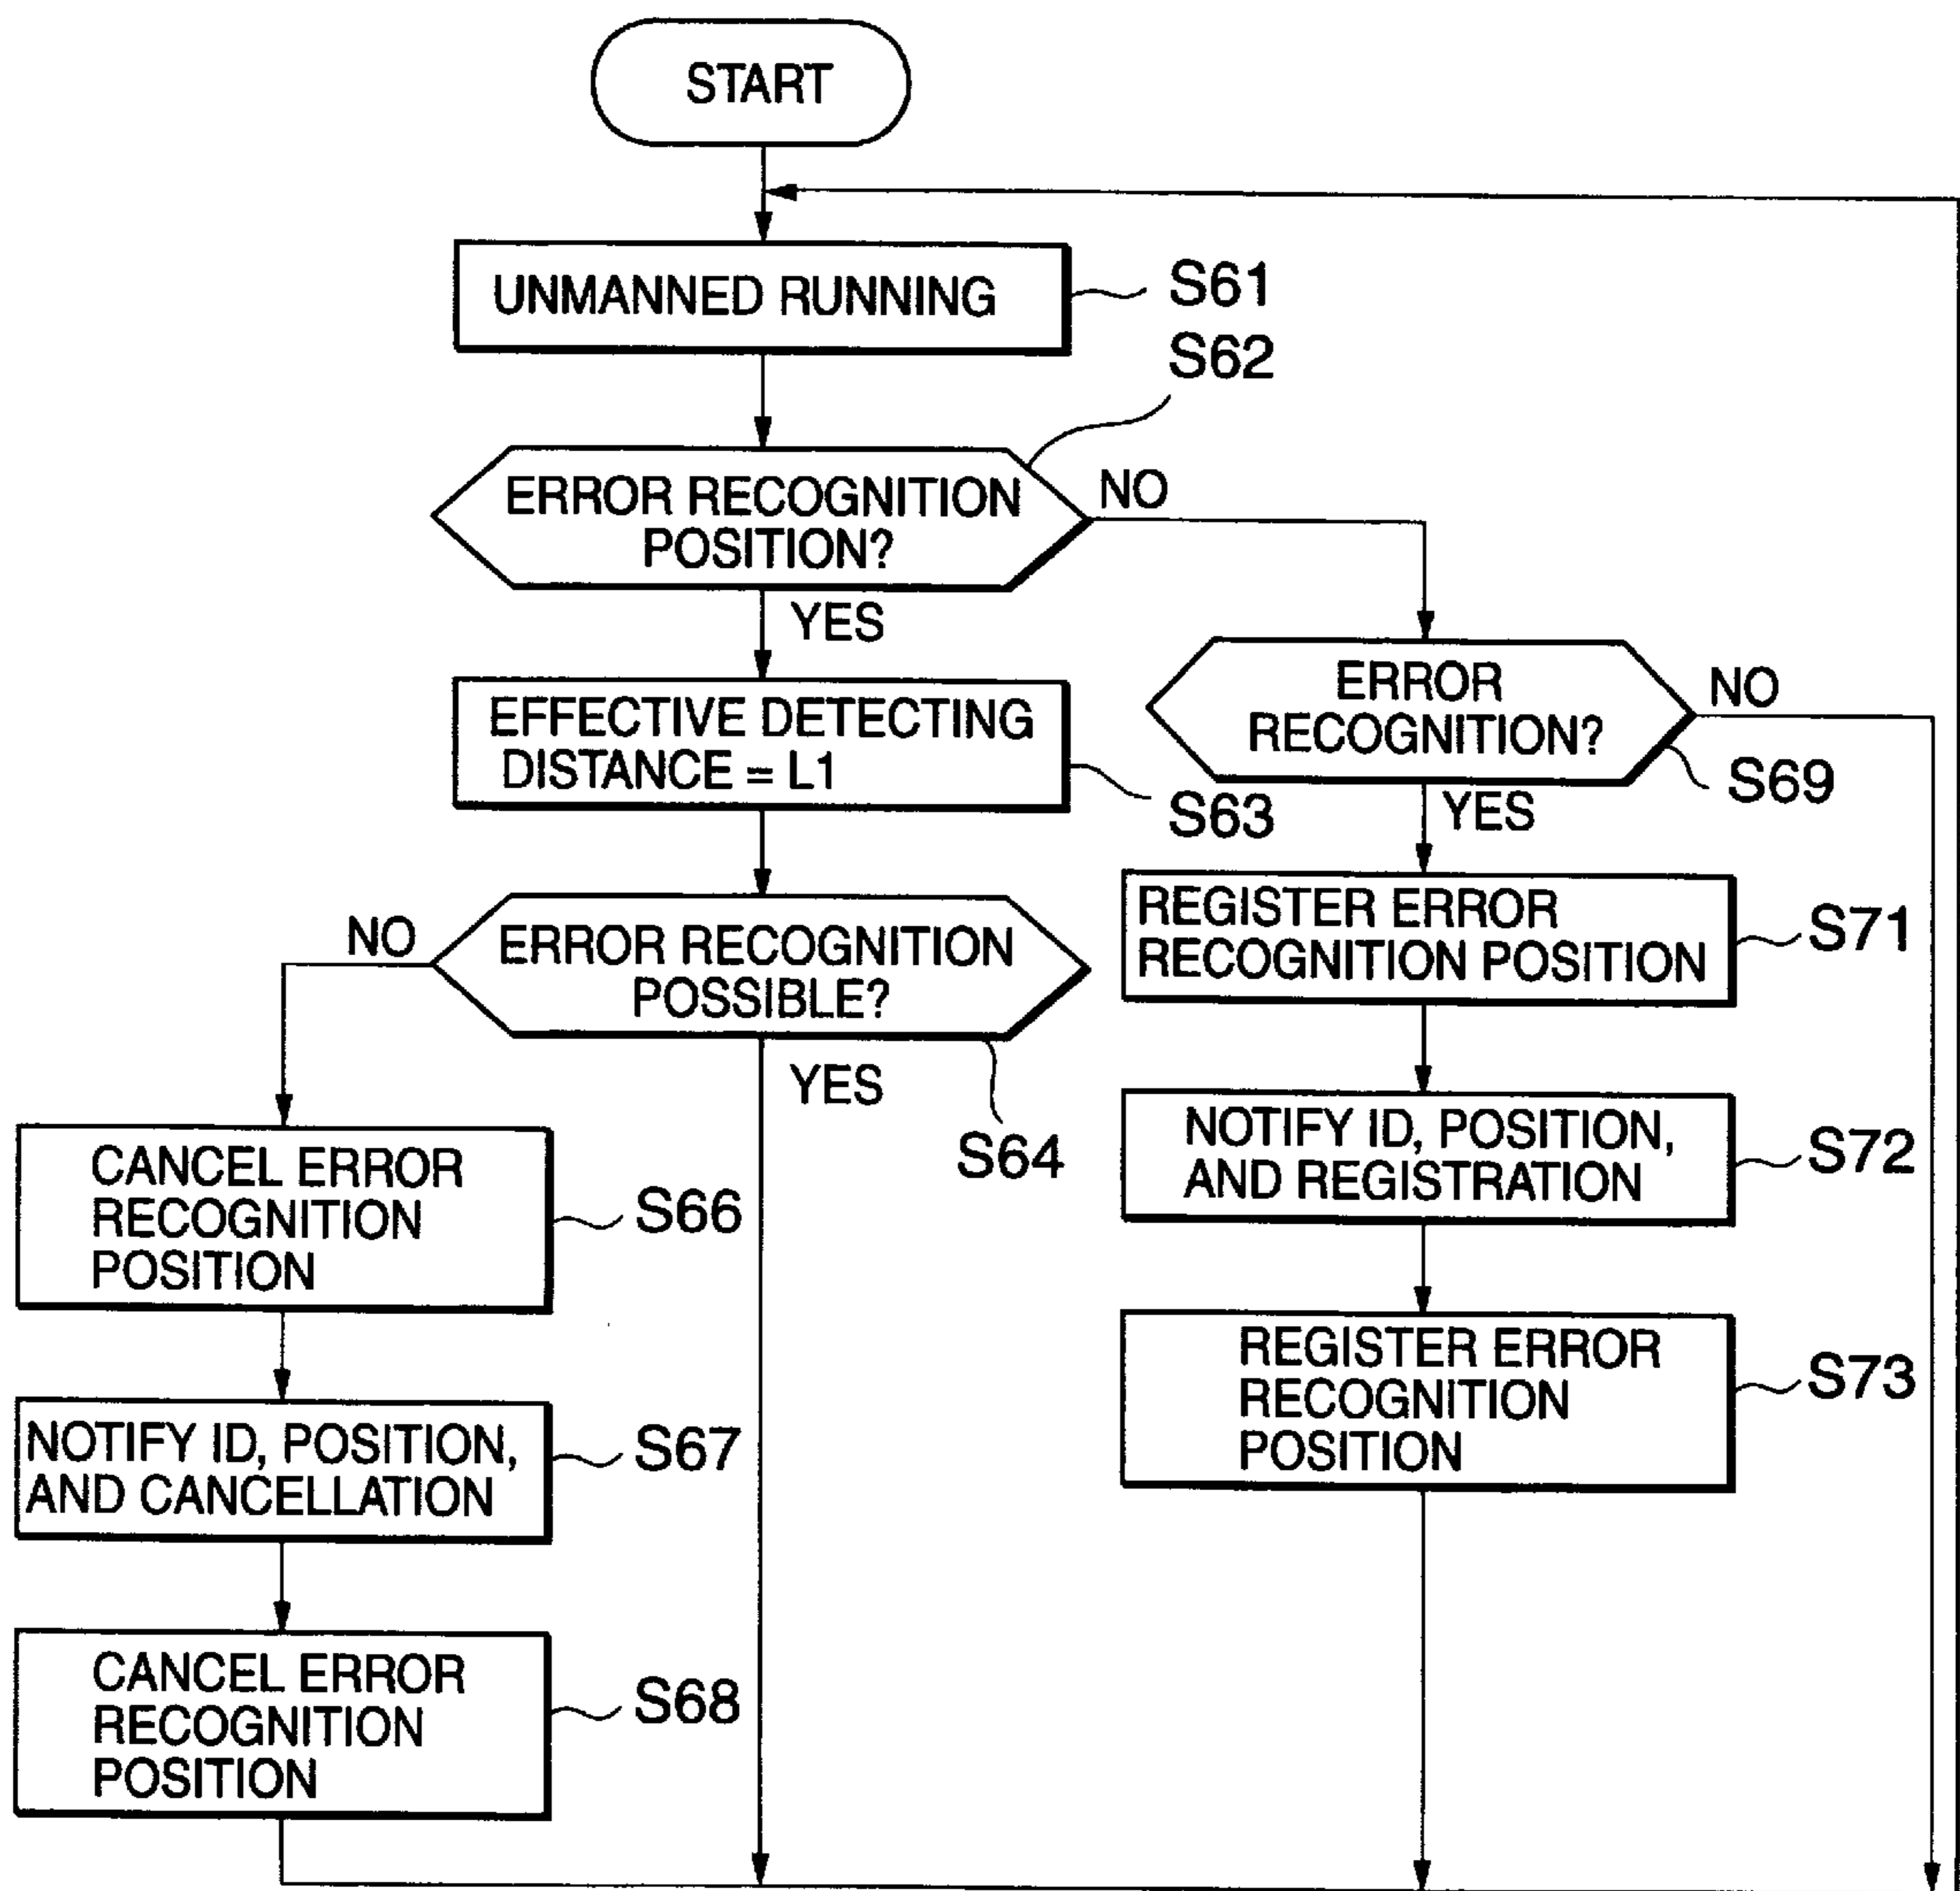 START
UNMANNED RUNNING
S61
S62
ERROR RECOGNITION
POSITION?
NO
YES
EFFECTIVE DETECTING
DISTANCE = L1
S63
ERROR
RECOGNITION?
NO
S69
YES
ERROR RECOGNITION
POSSIBLE?
NO
YES
S64
REGISTER ERROR
RECOGNITION POSITION
S71
NOTIFY ID, POSITION,
AND REGISTRATION
S72
REGISTER ERROR
RECOGNITION
POSITION
S73
CANCEL ERROR
RECOGNITION
POSITION
S66
NOTIFY ID, POSITION,
AND CANCELLATION
S67
CANCEL ERROR
RECOGNITION
POSITION
S68